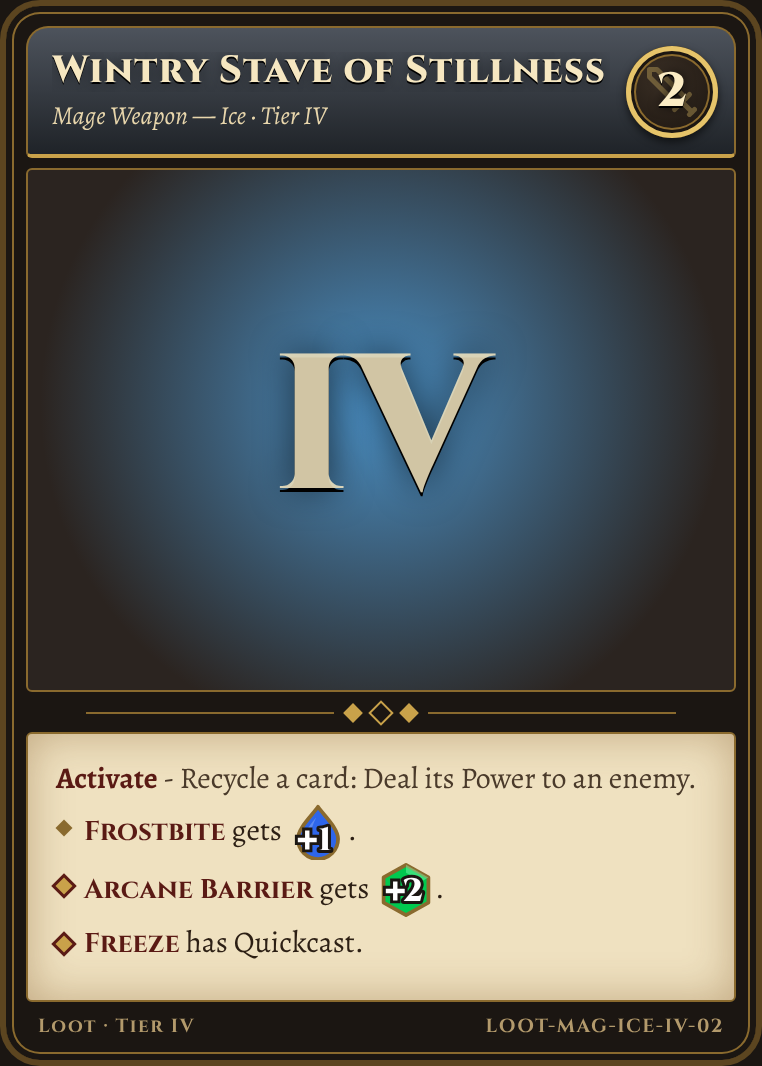 Wintry Stave of Stillness
2
Mage Weapon — Ice · Tier IV
IV
Activate - Recycle a card: Deal its Power to an enemy.
Frostbite gets +1 .
Arcane Barrier gets +2 .
Freeze has Quickcast.
Loot · Tier IV
LOOT-MAG-ICE-IV-02